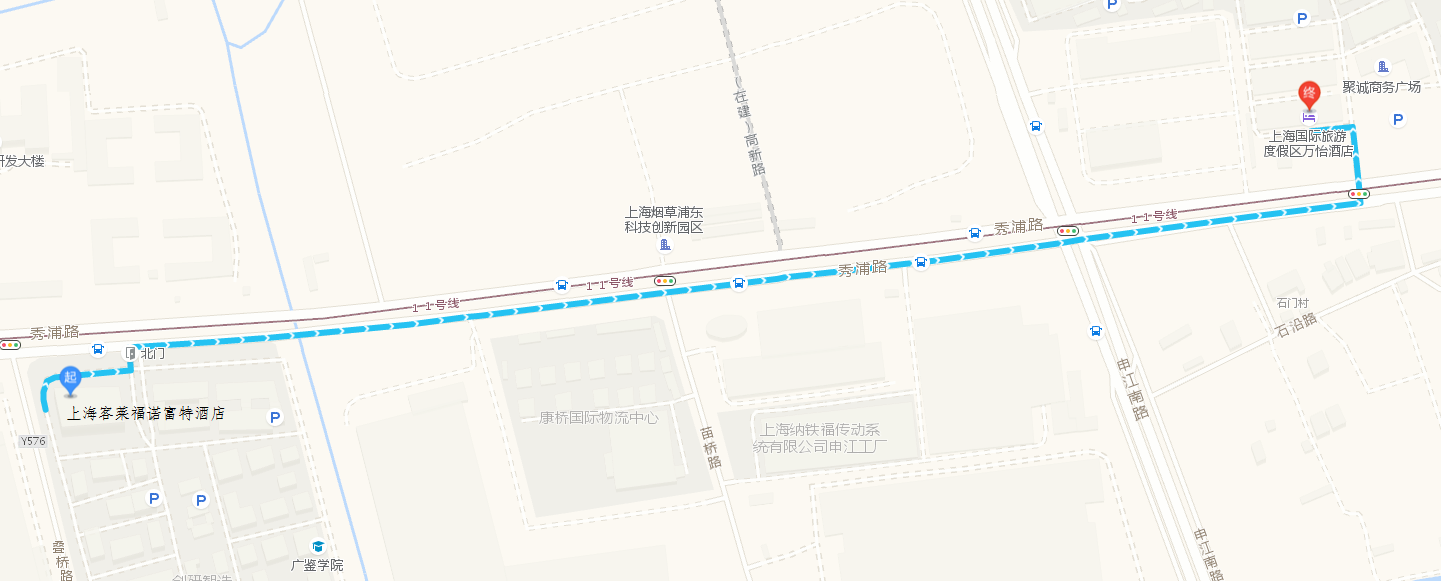 P
P
终
聚诚商务广场
P
在建
高新路
研发大楼
上海国际旅游
度假区万怡酒店
上海烟草浦东
科技创新园区
11号线
秀浦路
11号线
秀浦路
11号线
秀浦路
石门村
石沿路
北门
起
上海客莱福诺富特酒店
P
Y576
康桥国际物流中心
上海纳铁福传动系
统有限公司申江工厂
苗桥路
申江南路
P
P
叠桥路
广鉴学院
创研智造
申江南路